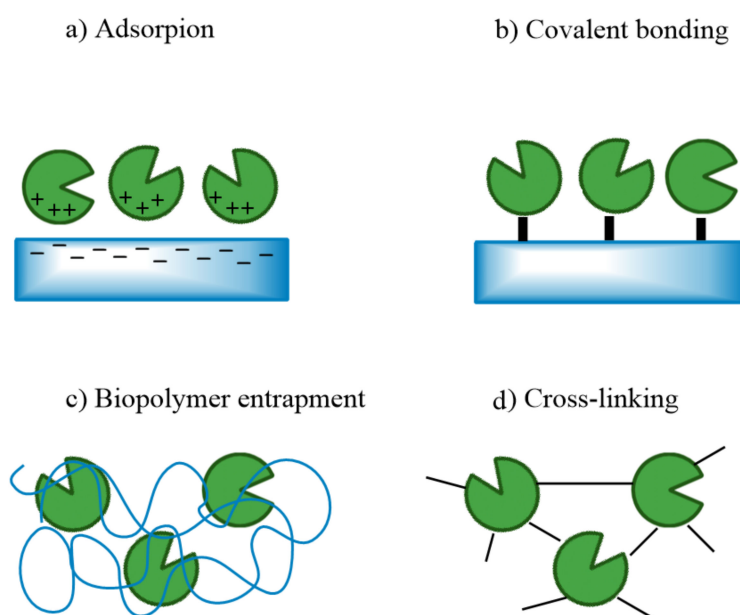 a) Adsorpion
b) Covalent bonding
+ ++
+ + +
+ ++
c) Biopolymer entrapment
d) Cross-linking